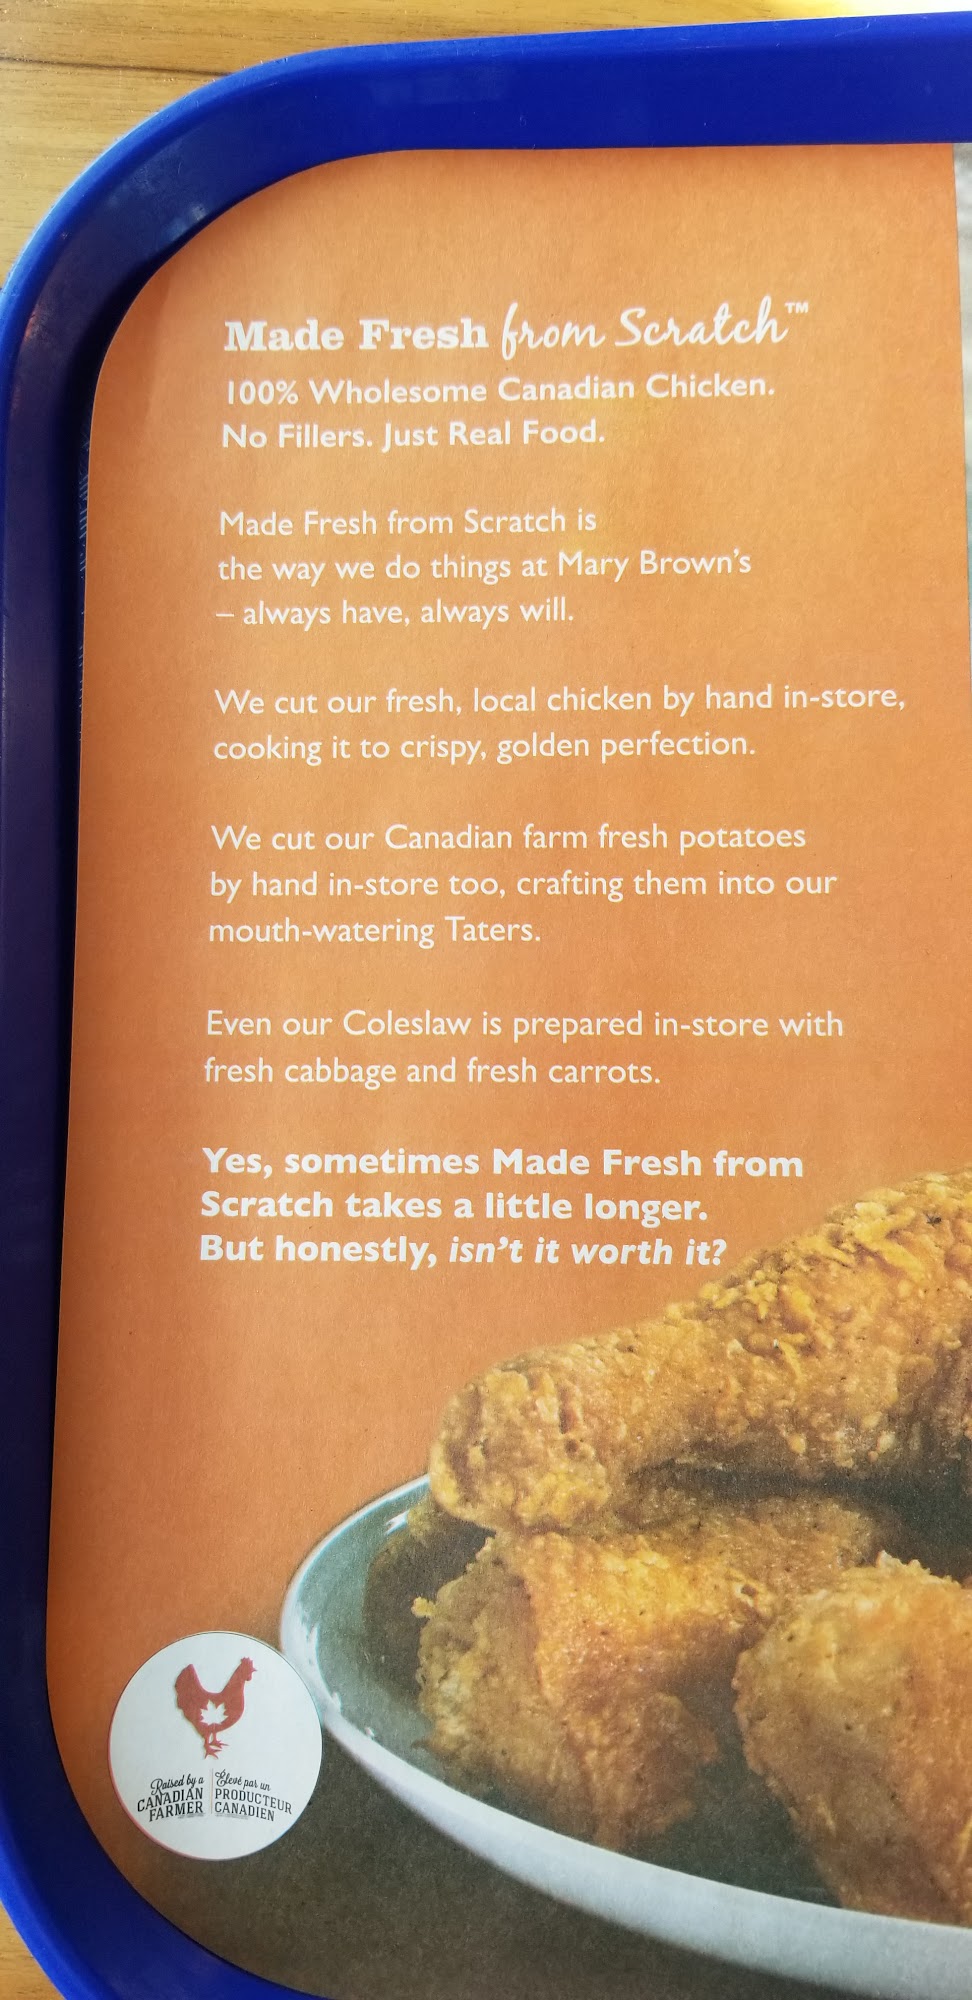 Made Fresh from Scratch™
100% Wholesome Canadian Chicken.
No Fillers. Just Real Food.
Made Fresh from Scratch is
the way we do things at Mary Brown's
– always have, always will.
We cut our fresh, local chicken by hand in-store,
cooking it to crispy, golden perfection.
We cut our Canadian farm fresh potatoes
by hand in-store too, crafting them into our
mouth-watering Taters.
Even our Coleslaw is prepared in-store with
fresh cabbage and fresh carrots.
Yes, sometimes Made Fresh from
Scratch takes a little longer.
But honestly, isn't it worth it?
Raised by a
CANADIAN
FARMER
Élevé par un
PRODUCTEUR
CANADIEN